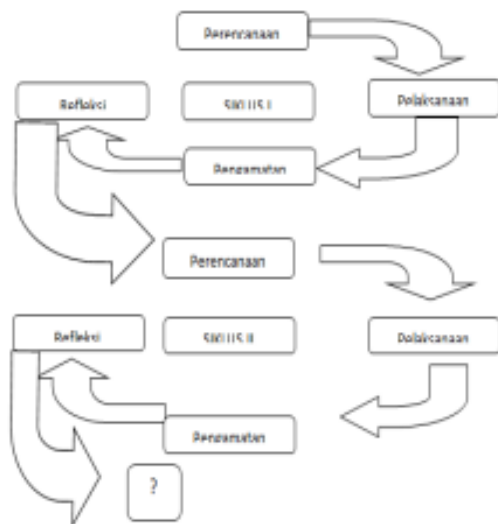 Perencanaan
Refleksi
SIKLUS I
Pelaksanaan
Pengamatan
Perencanaan
Refleksi
SIKLUS II
Pelaksanaan
Pengamatan
?